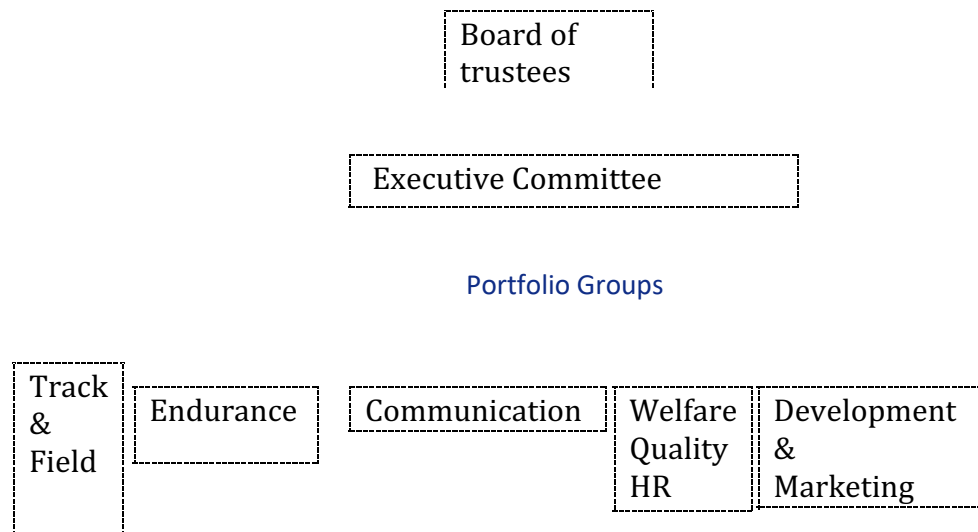 Board of
trustees
Executive Committee
Portfolio Groups
Track
&
Field
Endurance
Communication
Welfare
Quality
HR
Development
&
Marketing